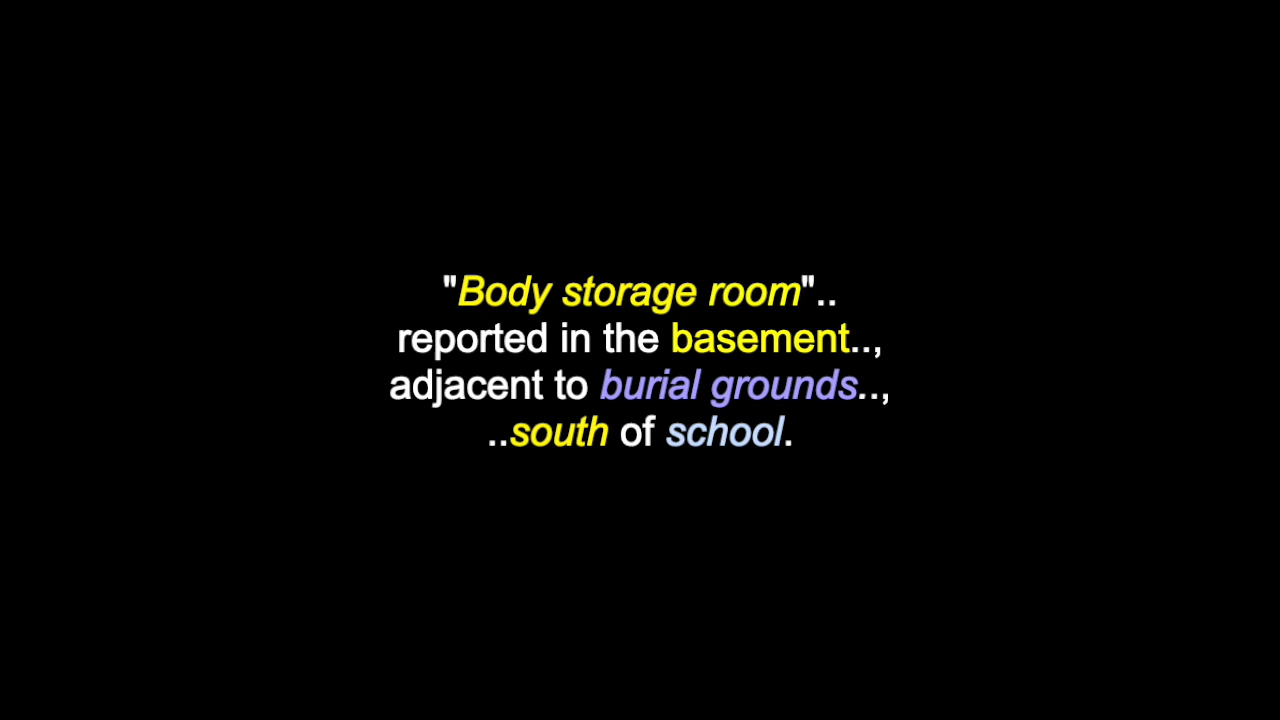 "Body storage room"..
reported in the basement..,
adjacent to burial grounds..,
..south of school.